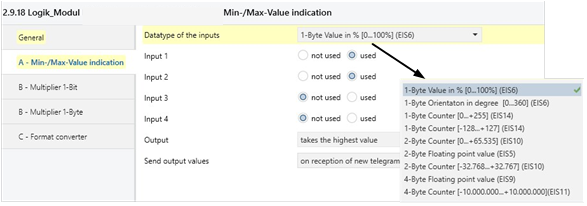 2.9.18 Logik_Modul
Min-/Max-Value indication
General
Datatype of the inputs
1-Byte Value in % [0...100%] (EIS6)
A - Min-/Max-Value indication
Input 1
not used
used
B - Multiplier 1-Bit
Input 2
not used
used
B - Multiplier 1-Byte
Input 3
not used
used
C - Format converter
Input 4
not used
used
Output
takes the highest value
Send output values
on reception of new telegram
1-Byte Value in % [0...100%] (EIS6)
1-Byte Orientaton in degree [0...360] (EIS6)
1-Byte Counter [0...+255] (EIS14)
1-Byte Counter [-128...+127] (EIS14)
2-Byte Counter [0...+65.535] (EIS10)
2-Byte Floating point value (EIS5)
2-Byte Counter [-32.768...+32.767] (EIS10)
4-Byte Floating point value (EIS9)
4-Byte Counter [-10.000.000...+10.000.000](EIS11)